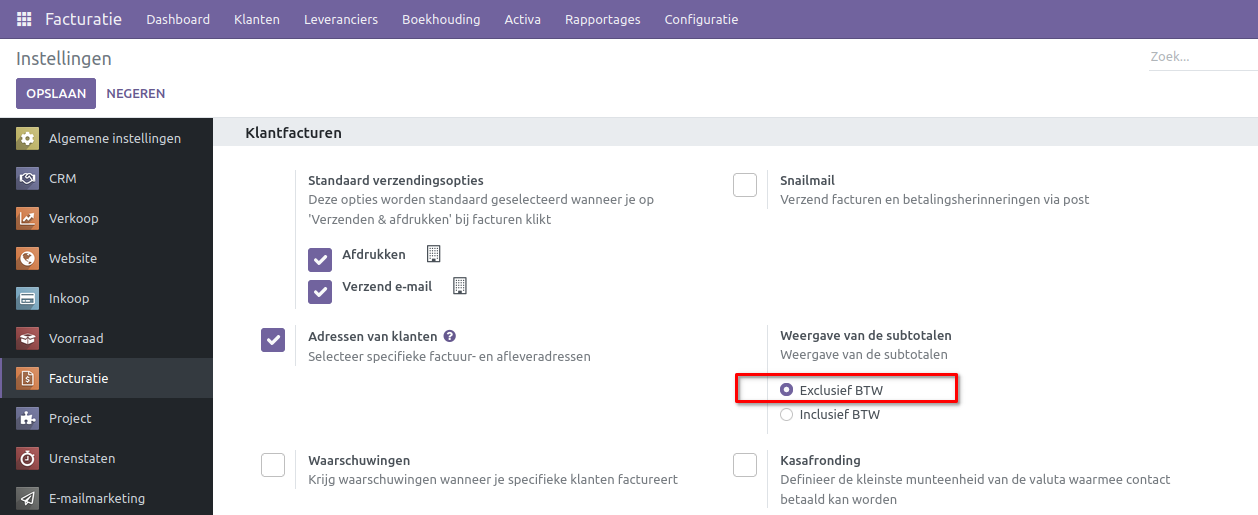 Facturatie Dashboard Klanten Leveranciers Boekhouding Activa Rapportages Configuratie
Instellingen
Zoek...
OPSLAAN NEGEREN
Algemene instellingen
CRM
Verkoop
Website
Inkoop
Voorraad
Facturatie
Project
Urenstaten
E-mailmarketing
Klantfacturen
Standaard verzendingsopties
Deze opties worden standaard geselecteerd wanneer je op
'Verzenden & afdrukken' bij facturen klikt
Afdrukken
Verzend e-mail
Snailmail
Verzend facturen en betalingsherinneringen via post
Adressen van klanten ?
Selecteer specifieke factuur- en afleveradressen
Weergave van de subtotalen
Weergave van de subtotalen
Exclusief BTW
Inclusief BTW
Waarschuwingen
Krijg waarschuwingen wanneer je specifieke klanten factureert
Kasafronding
Definieer de kleinste munteenheid van de valuta waarmee contact
betaald kan worden